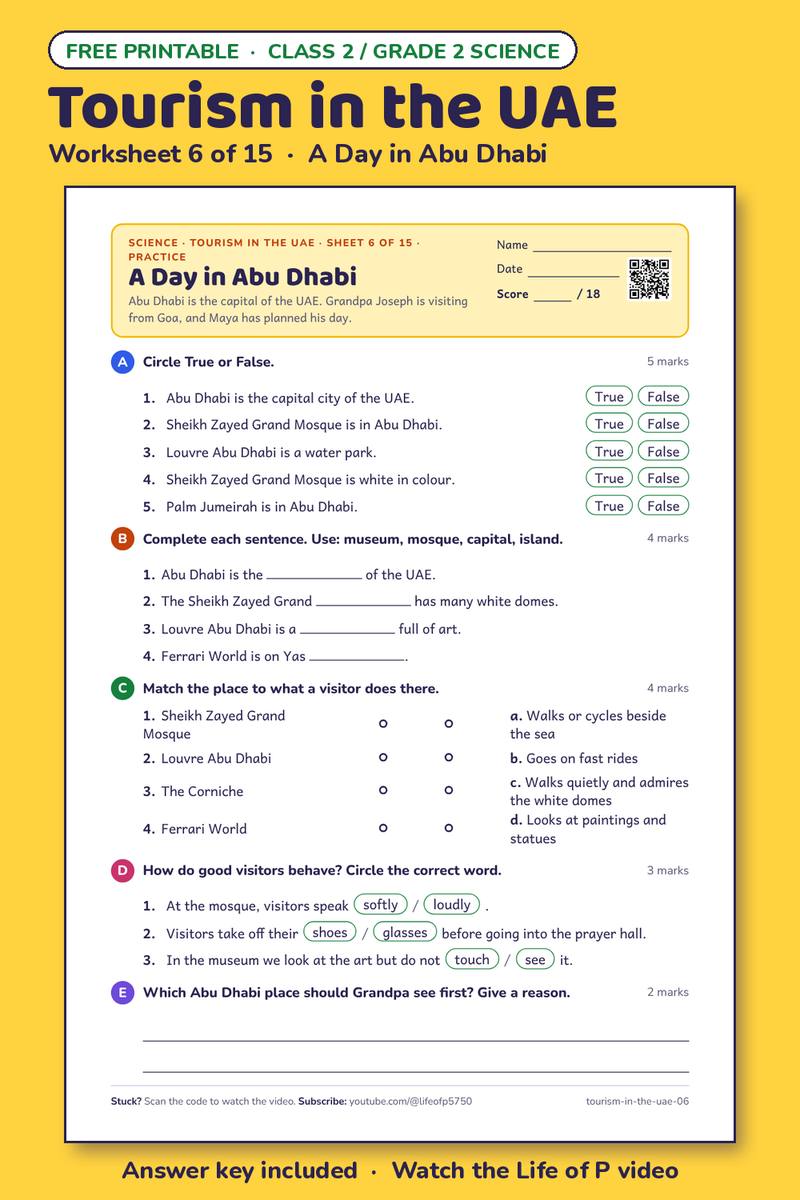 FREE PRINTABLE · CLASS 2 / GRADE 2 SCIENCE
Tourism in the UAE
Worksheet 6 of 15 · A Day in Abu Dhabi
SCIENCE · TOURISM IN THE UAE · SHEET 6 OF 15 ·
PRACTICE
A Day in Abu Dhabi
Abu Dhabi is the capital of the UAE. Grandpa Joseph is visiting
from Goa, and Maya has planned his day.
Name
Date
Score / 18
A Circle True or False. 5 marks
1. Abu Dhabi is the capital city of the UAE. True False
2. Sheikh Zayed Grand Mosque is in Abu Dhabi. True False
3. Louvre Abu Dhabi is a water park. True False
4. Sheikh Zayed Grand Mosque is white in colour. True False
5. Palm Jumeirah is in Abu Dhabi. True False
B Complete each sentence. Use: museum, mosque, capital, island. 4 marks
1. Abu Dhabi is the ____ of the UAE.
2. The Sheikh Zayed Grand ____ has many white domes.
3. Louvre Abu Dhabi is a ____ full of art.
4. Ferrari World is on Yas ____.
C Match the place to what a visitor does there. 4 marks
1. Sheikh Zayed Grand
Mosque
a. Walks or cycles beside
the sea
2. Louvre Abu Dhabi b. Goes on fast rides
3. The Corniche
c. Walks quietly and admires
the white domes
4. Ferrari World
d. Looks at paintings and
statues
D How do good visitors behave? Circle the correct word. 3 marks
1. At the mosque, visitors speak softly / loudly .
2. Visitors take off their shoes / glasses before going into the prayer hall.
3. In the museum we look at the art but do not touch / see it.
E Which Abu Dhabi place should Grandpa see first? Give a reason. 2 marks
Stuck? Scan the code to watch the video. Subscribe: youtube.com/@lifeofp5750 tourism-in-the-uae-06
Answer key included · Watch the Life of P video